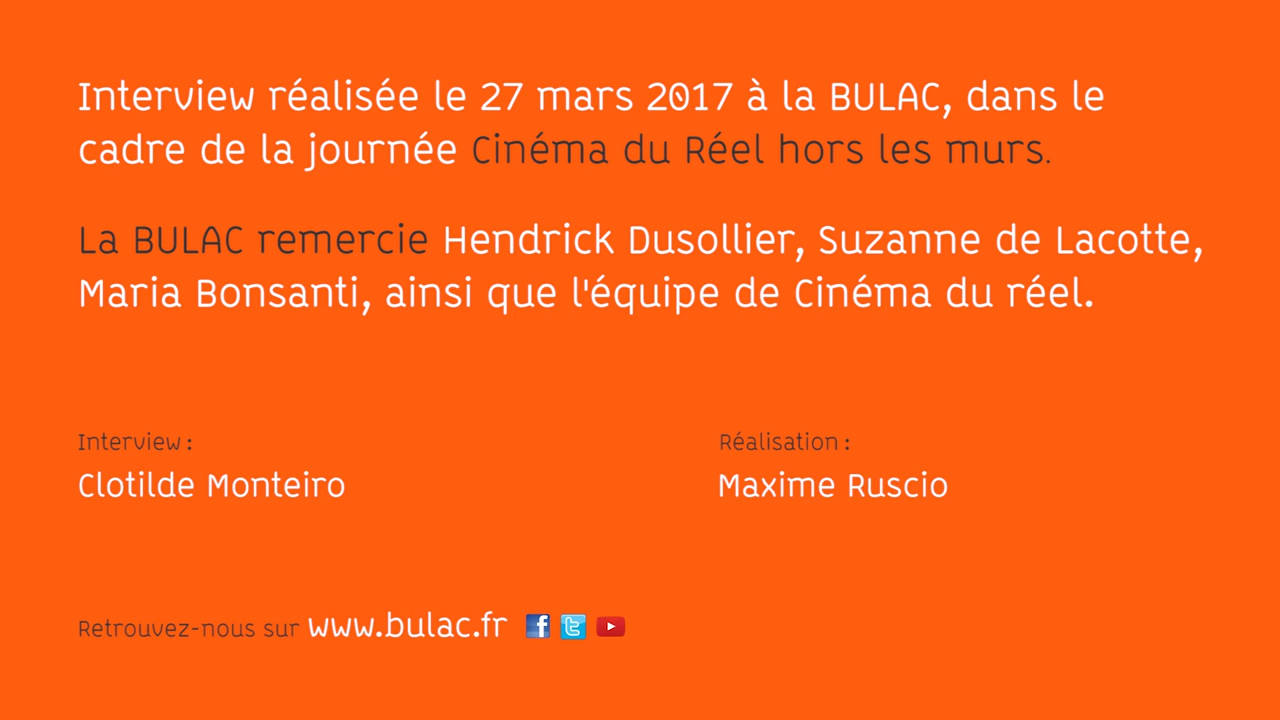 Interview réalisée le 27 mars 2017 à la BULAC, dans le
cadre de la journée Cinéma du Réel hors les murs.
La BULAC remercie Hendrick Dusollier, Suzanne de Lacotte,
Maria Bonsanti, ainsi que l'équipe de Cinéma du réel.
Interview :
Clotilde Monteiro
Réalisation :
Maxime Ruscio
Retrouvez-nous sur www.bulac.fr